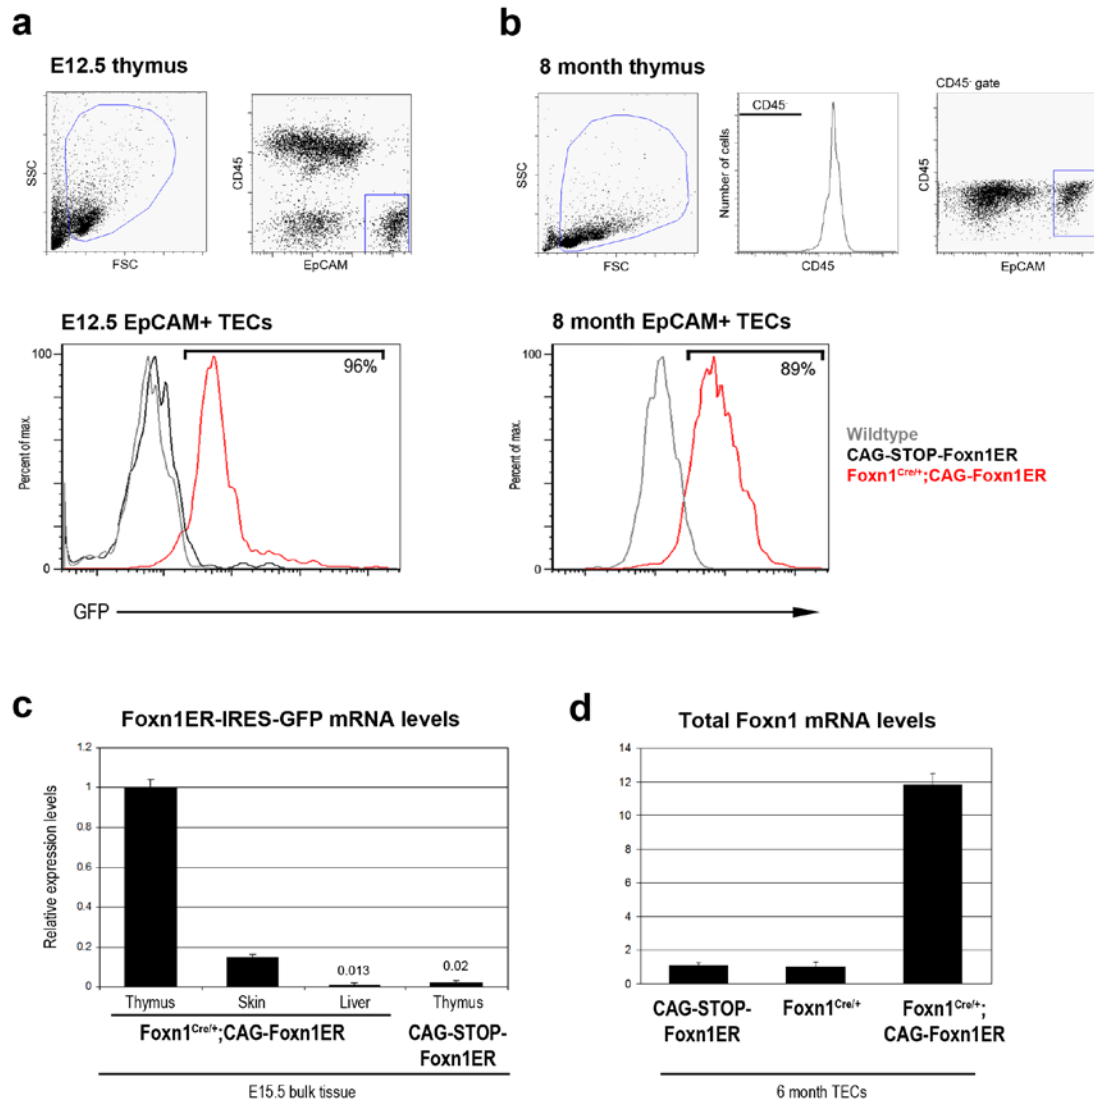 a
b
E12.5 thymus
8 month thymus
SSC
FSC
CD45
EpCAM
SSC
FSC
CD45-
Number of cells
CD45
CD45- gate
CD45
EpCAM
E12.5 EpCAM+ TECs
8 month EpCAM+ TECs
100
0
Percent of max.
96%
100
0
Percent of max.
89%
Wildtype
CAG-STOP-Foxn1ER
Foxn1Cre/+;CAG-Foxn1ER
GFP
c
d
Foxn1ER-IRES-GFP mRNA levels
Total Foxn1 mRNA levels
Relative expression levels
1.2
1
0.8
0.6
0.4
0.2
0
0.013
0.02
Thymus Skin Liver Thymus
Foxn1Cre/+;CAG-Foxn1ER
CAG-STOP-
Foxn1ER
E15.5 bulk tissue
14
12
10
8
6
4
2
0
CAG-STOP-
Foxn1ER
Foxn1Cre/+
Foxn1Cre/+;
CAG-Foxn1ER
6 month TECs